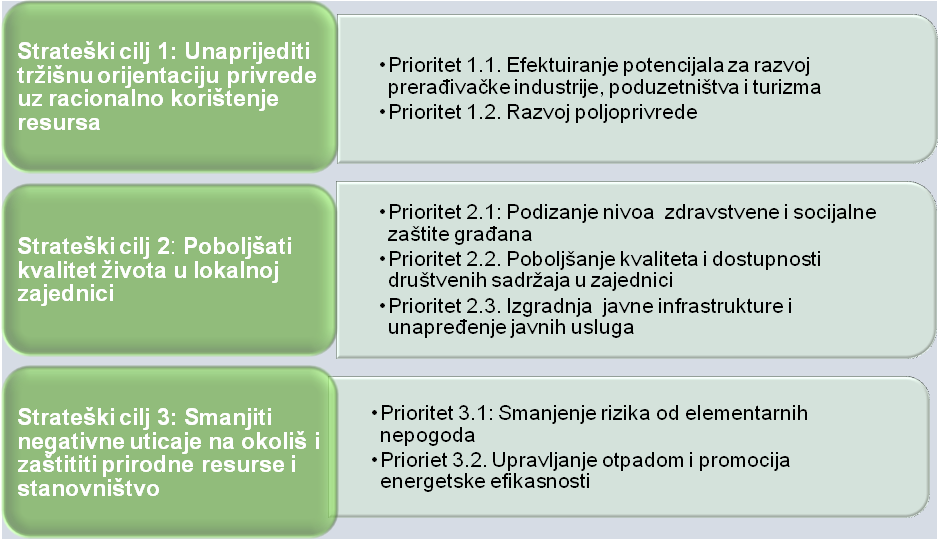 Strateški cilj 1: Unaprijediti
tržišnu orijentaciju privrede
uz racionalno korištenje
resursa
•Prioritet 1.1. Efektuiranje potencijala za razvoj
prerađivačke industrije, poduzetništva i turizma
•Prioritet 1.2. Razvoj poljoprivrede
Strateški cilj 2: Poboljšati
kvalitet života u lokalnoj
zajednici
•Prioritet 2.1: Podizanje nivoa  zdravstvene i socijalne
zaštite građana
•Prioritet 2.2. Poboljšanje kvaliteta i dostupnosti
društvenih sadržaja u zajednici
•Prioritet 2.3. Izgradnja  javne infrastrukture i
unapređenje javnih usluga
Strateški cilj 3: Smanjiti
negativne uticaje na okoliš i
zaštititi prirodne resurse i
stanovništvo
•Prioritet 3.1: Smanjenje rizika od elementarnih
nepogoda
•Prioriet 3.2. Upravljanje otpadom i promocija
energetske efikasnosti